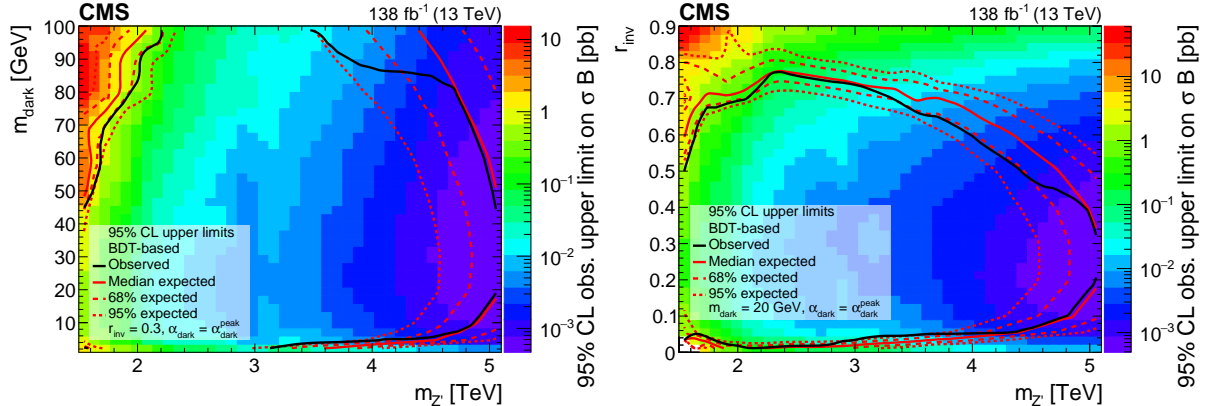 CMS
138 fb⁻¹ (13 TeV)
m_dark [GeV]
100
90
80
70
60
50
40
30
20
10
95% CL upper limits
BDT-based
Observed
Median expected
68% expected
95% expected
r_inv = 0.3, α_dark = α_dark^peak
2
3
4
5
m_Z' [TeV]
10
1
10⁻¹
10⁻²
10⁻³
95% CL obs. upper limit on σ B [pb]
CMS
138 fb⁻¹ (13 TeV)
r_inv
0.9
0.8
0.7
0.6
0.5
0.4
0.3
0.2
0.1
0
95% CL upper limits
BDT-based
Observed
Median expected
68% expected
95% expected
m_dark = 20 GeV, α_dark = α_dark^peak
2
3
4
5
m_Z' [TeV]
10
1
10⁻¹
10⁻²
10⁻³
95% CL obs. upper limit on σ B [pb]